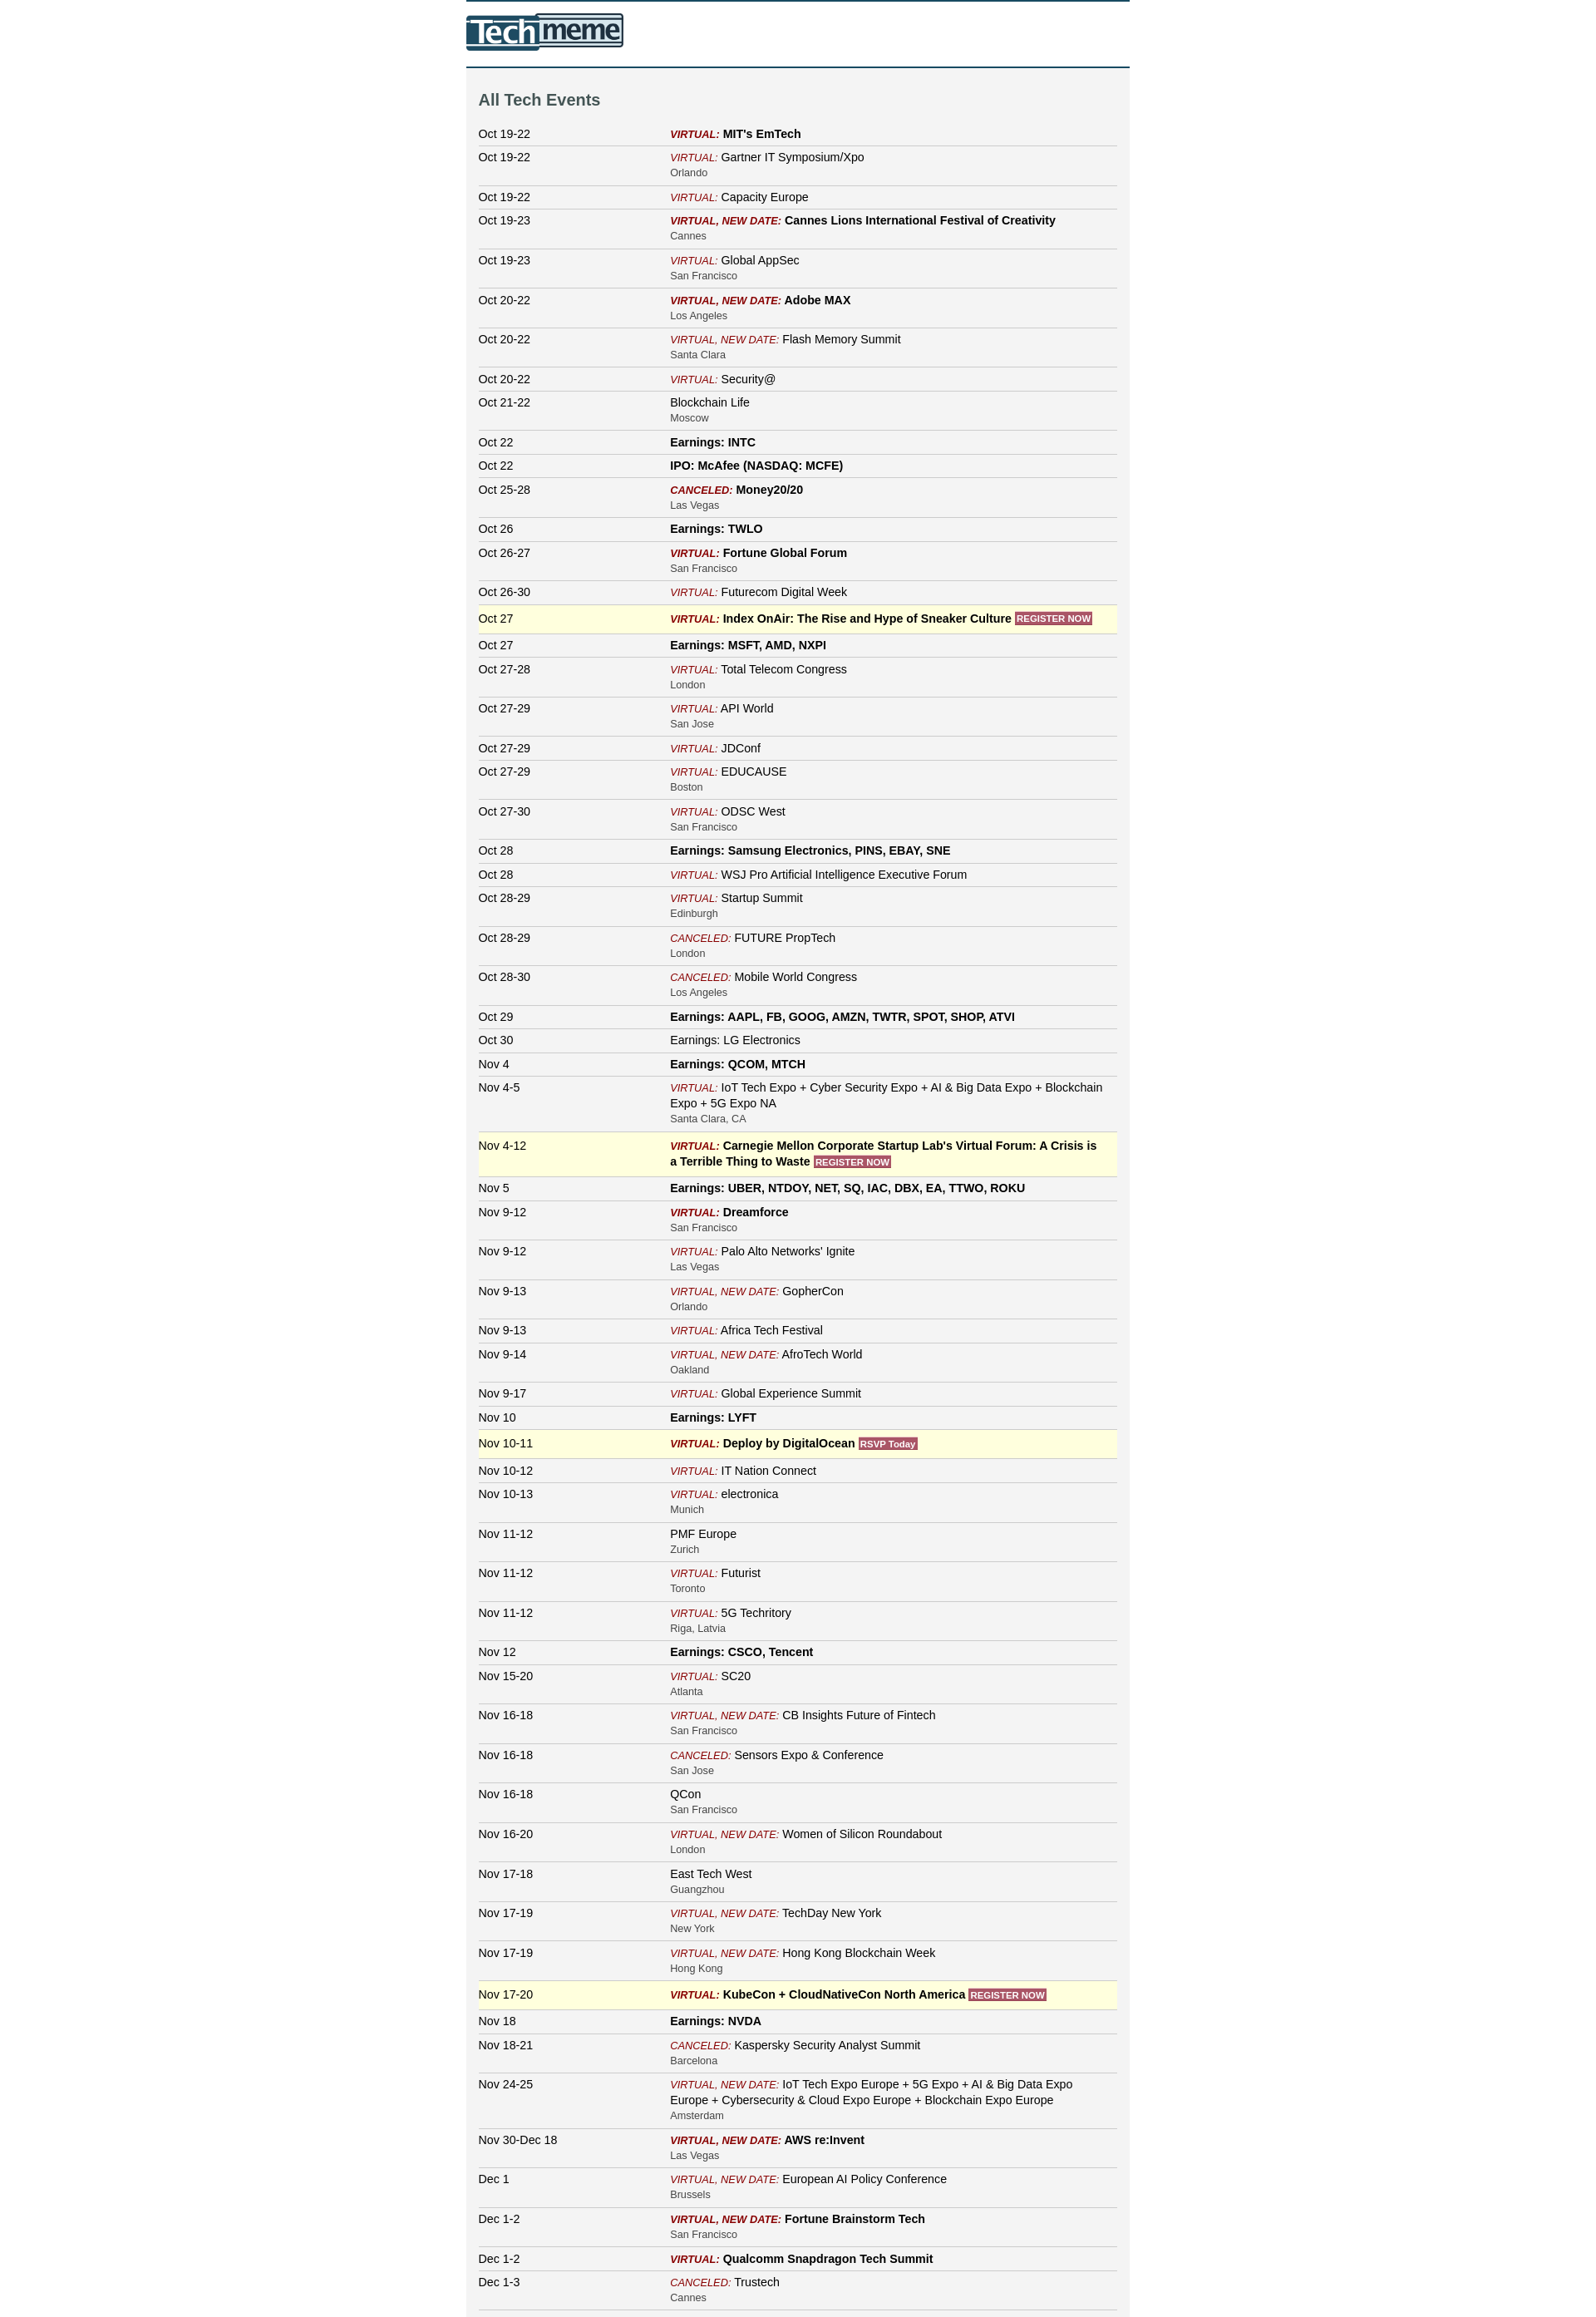 Techmeme
All Tech Events
Oct 19-22 VIRTUAL: MIT's EmTech
Oct 19-22 VIRTUAL: Gartner IT Symposium/Xpo
Orlando
Oct 19-22 VIRTUAL: Capacity Europe
Oct 19-23 VIRTUAL, NEW DATE: Cannes Lions International Festival of Creativity
Cannes
Oct 19-23 VIRTUAL: Global AppSec
San Francisco
Oct 20-22 VIRTUAL, NEW DATE: Adobe MAX
Los Angeles
Oct 20-22 VIRTUAL, NEW DATE: Flash Memory Summit
Santa Clara
Oct 20-22 VIRTUAL: Security@
Oct 21-22 Blockchain Life
Moscow
Oct 22 Earnings: INTC
Oct 22 IPO: McAfee (NASDAQ: MCFE)
Oct 25-28 CANCELED: Money20/20
Las Vegas
Oct 26 Earnings: TWLO
Oct 26-27 VIRTUAL: Fortune Global Forum
San Francisco
Oct 26-30 VIRTUAL: Futurecom Digital Week
Oct 27 VIRTUAL: Index OnAir: The Rise and Hype of Sneaker Culture REGISTER NOW
Oct 27 Earnings: MSFT, AMD, NXPI
Oct 27-28 VIRTUAL: Total Telecom Congress
London
Oct 27-29 VIRTUAL: API World
San Jose
Oct 27-29 VIRTUAL: JDConf
Oct 27-29 VIRTUAL: EDUCAUSE
Boston
Oct 27-30 VIRTUAL: ODSC West
San Francisco
Oct 28 Earnings: Samsung Electronics, PINS, EBAY, SNE
Oct 28 VIRTUAL: WSJ Pro Artificial Intelligence Executive Forum
Oct 28-29 VIRTUAL: Startup Summit
Edinburgh
Oct 28-29 CANCELED: FUTURE PropTech
London
Oct 28-30 CANCELED: Mobile World Congress
Los Angeles
Oct 29 Earnings: AAPL, FB, GOOG, AMZN, TWTR, SPOT, SHOP, ATVI
Oct 30 Earnings: LG Electronics
Nov 4 Earnings: QCOM, MTCH
Nov 4-5 VIRTUAL: IoT Tech Expo + Cyber Security Expo + AI & Big Data Expo + Blockchain
Expo + 5G Expo NA
Santa Clara, CA
Nov 4-12 VIRTUAL: Carnegie Mellon Corporate Startup Lab's Virtual Forum: A Crisis is
a Terrible Thing to Waste REGISTER NOW
Nov 5 Earnings: UBER, NTDOY, NET, SQ, IAC, DBX, EA, TTWO, ROKU
Nov 9-12 VIRTUAL: Dreamforce
San Francisco
Nov 9-12 VIRTUAL: Palo Alto Networks' Ignite
Las Vegas
Nov 9-13 VIRTUAL, NEW DATE: GopherCon
Orlando
Nov 9-13 VIRTUAL: Africa Tech Festival
Nov 9-14 VIRTUAL, NEW DATE: AfroTech World
Oakland
Nov 9-17 VIRTUAL: Global Experience Summit
Nov 10 Earnings: LYFT
Nov 10-11 VIRTUAL: Deploy by DigitalOcean RSVP Today
Nov 10-12 VIRTUAL: IT Nation Connect
Nov 10-13 VIRTUAL: electronica
Munich
Nov 11-12 PMF Europe
Zurich
Nov 11-12 VIRTUAL: Futurist
Toronto
Nov 11-12 VIRTUAL: 5G Techritory
Riga, Latvia
Nov 12 Earnings: CSCO, Tencent
Nov 15-20 VIRTUAL: SC20
Atlanta
Nov 16-18 VIRTUAL, NEW DATE: CB Insights Future of Fintech
San Francisco
Nov 16-18 CANCELED: Sensors Expo & Conference
San Jose
Nov 16-18 QCon
San Francisco
Nov 16-20 VIRTUAL, NEW DATE: Women of Silicon Roundabout
London
Nov 17-18 East Tech West
Guangzhou
Nov 17-19 VIRTUAL, NEW DATE: TechDay New York
New York
Nov 17-19 VIRTUAL, NEW DATE: Hong Kong Blockchain Week
Hong Kong
Nov 17-20 VIRTUAL: KubeCon + CloudNativeCon North America REGISTER NOW
Nov 18 Earnings: NVDA
Nov 18-21 CANCELED: Kaspersky Security Analyst Summit
Barcelona
Nov 24-25 VIRTUAL, NEW DATE: IoT Tech Expo Europe + 5G Expo + AI & Big Data Expo
Europe + Cybersecurity & Cloud Expo Europe + Blockchain Expo Europe
Amsterdam
Nov 30-Dec 18 VIRTUAL, NEW DATE: AWS re:Invent
Las Vegas
Dec 1 VIRTUAL, NEW DATE: European AI Policy Conference
Brussels
Dec 1-2 VIRTUAL, NEW DATE: Fortune Brainstorm Tech
San Francisco
Dec 1-2 VIRTUAL: Qualcomm Snapdragon Tech Summit
Dec 1-3 CANCELED: Trustech
Cannes